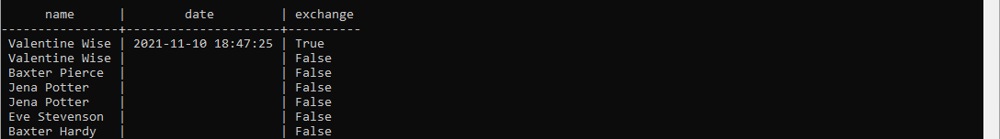 name | date | exchange
----------------+---------------------+----------
Valentine Wise | 2021-11-10 18:47:25 | True
Valentine Wise | | False
Baxter Pierce | | False
Jena Potter | | False
Jena Potter | | False
Eve Stevenson | | False
Baxter Hardy | | False